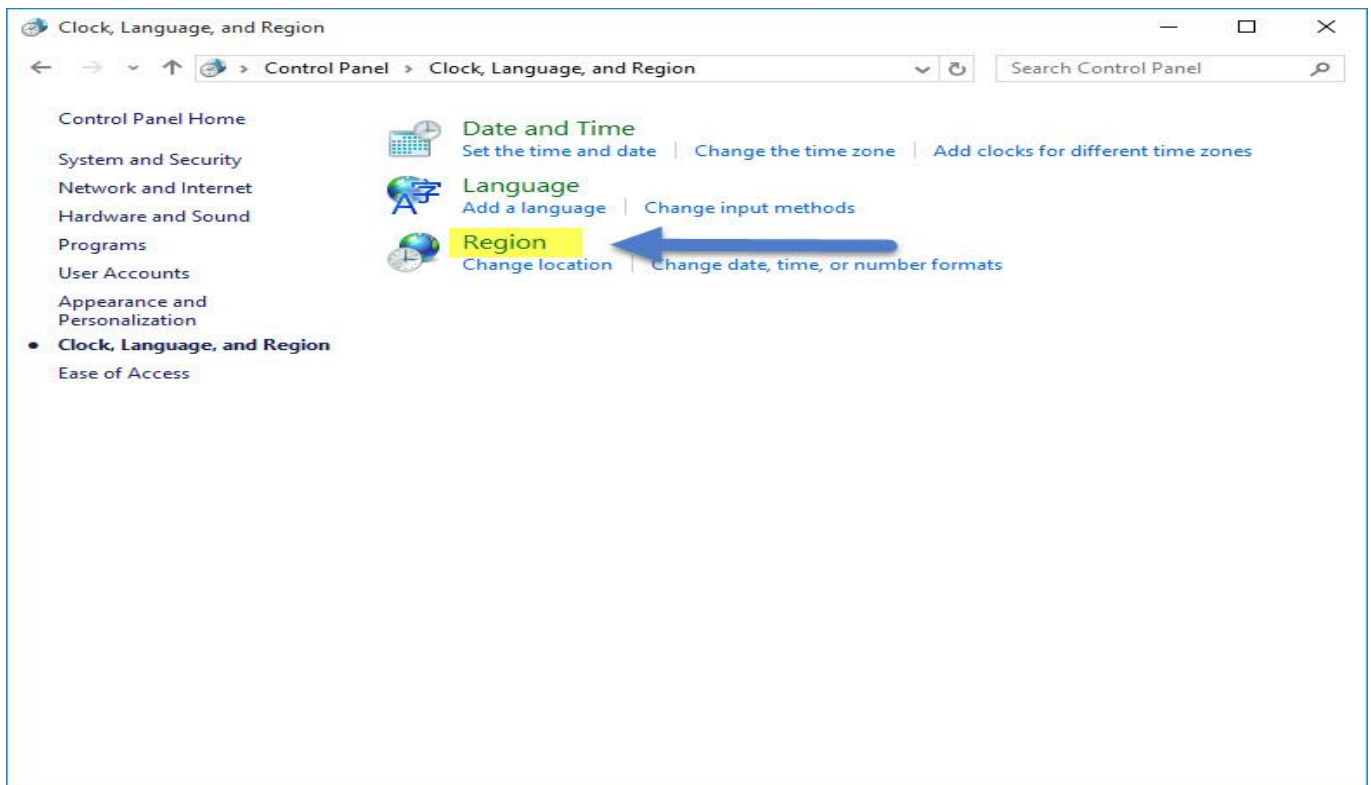 Clock, Language, and Region
Control Panel > Clock, Language, and Region
Search Control Panel
Control Panel Home
System and Security
Network and Internet
Hardware and Sound
Programs
User Accounts
Appearance and
Personalization
Clock, Language, and Region
Ease of Access
Date and Time
Set the time and date | Change the time zone | Add clocks for different time zones
Language
Add a language | Change input methods
Region
Change location | Change date, time, or number formats